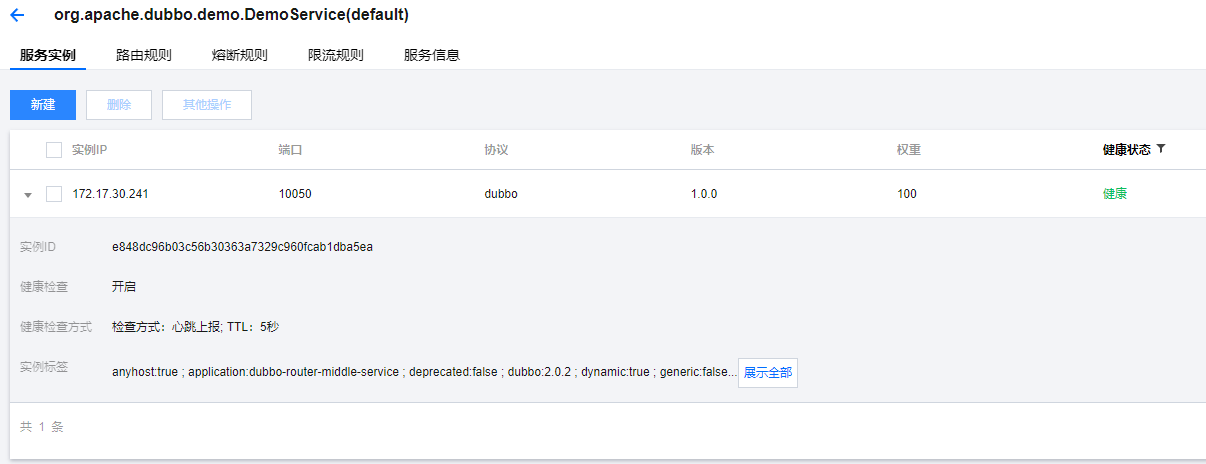 org.apache.dubbo.demo.DemoService(default)
服务实例 路由规则 熔断规则 限流规则 服务信息
新建 删除 其他操作
实例IP 端口 协议 版本 权重 健康状态
172.17.30.241 10050 dubbo 1.0.0 100 健康
实例ID e848dc96b03c56b30363a7329c960fcab1dba5ea
健康检查 开启
健康检查方式 检查方式：心跳上报; TTL：5秒
实例标签 anyhost:true ; application:dubbo-router-middle-service ; deprecated:false ; dubbo:2.0.2 ; dynamic:true ; generic:false... 展示全部
共 1 条